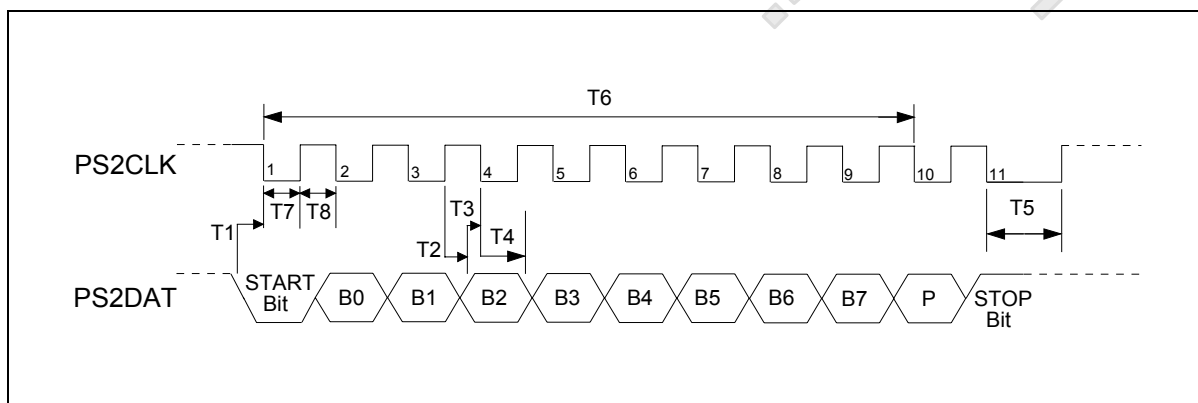 T6
PS2CLK
1 2 3 4 5 6 7 8 9 10 11
T7 T8 T3 T5
T1 T2 T4
PS2DAT
START
Bit
B0 B1 B2 B3 B4 B5 B6 B7 P
STOP
Bit